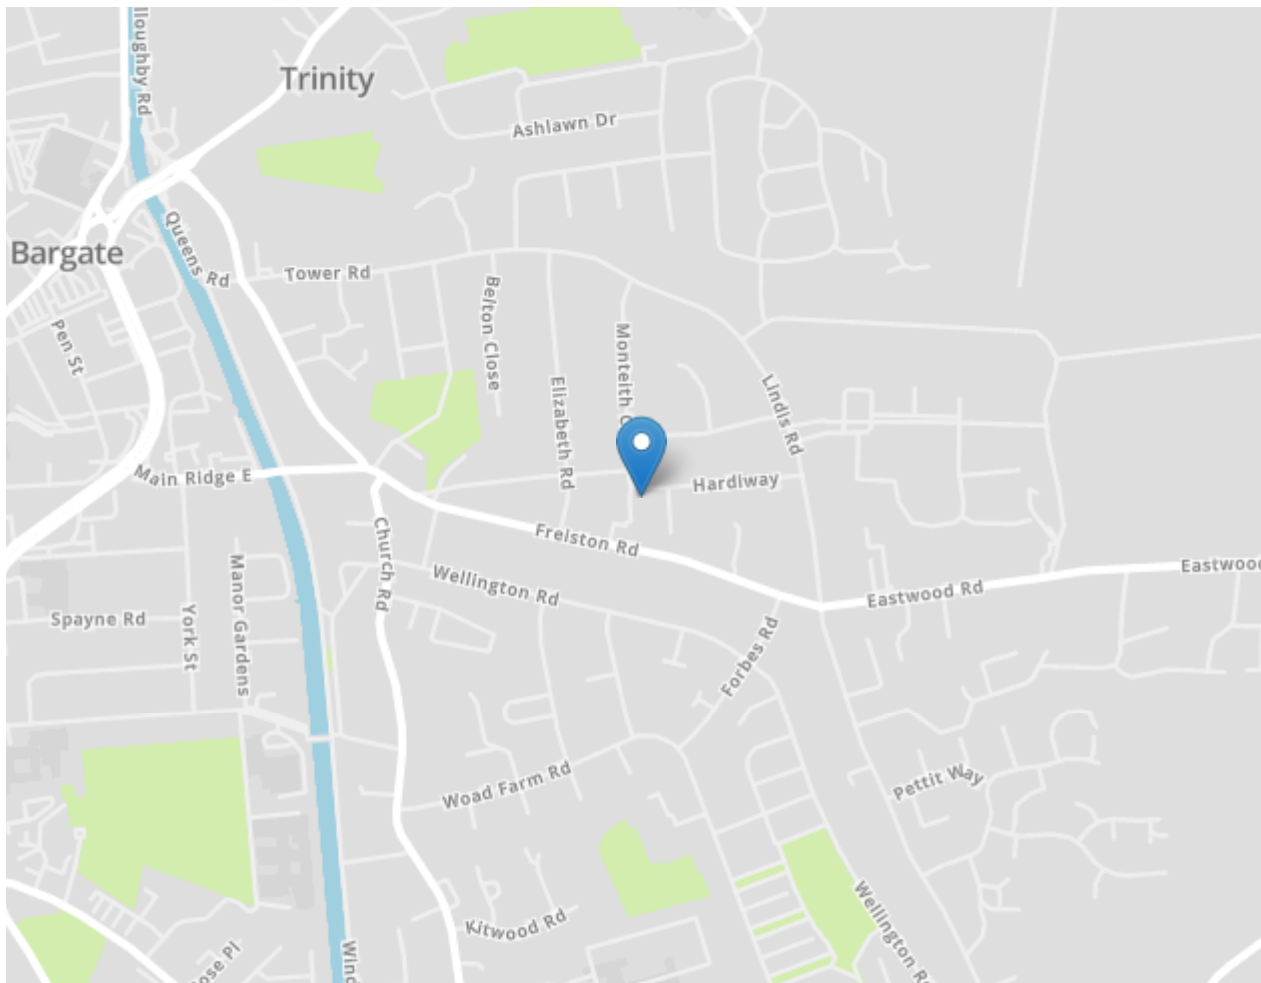 lloughby Rd
Trinity
Ashlawn Dr
Bargate
Queens Rd
Tower Rd
Pen St
Belton Close
Monteith C
Elizabeth Rd
Lindis Rd
Main Ridge E
Hardiway
Church Rd
Freiston Rd
Eastwood
Wellington Rd
Manor Gardens
Eastwood Rd
Spayne Rd
York St
Forbes Rd
Woad Farm Rd
Pettit Way
Wellington Rd
Kitwood Rd
ose Pl
Wind